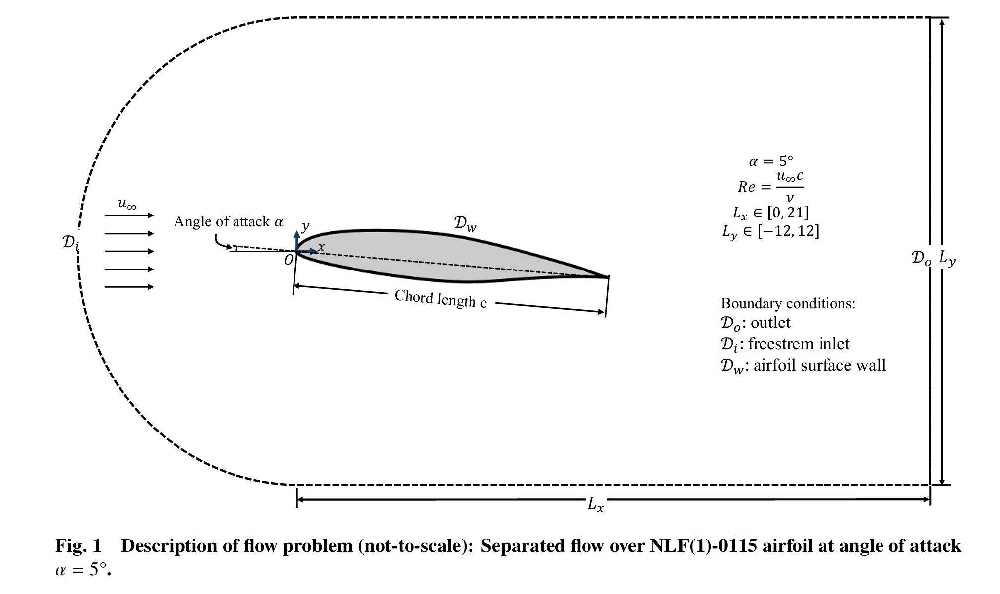 u∞
Angle of attack α
y
x
O
𝒟w
𝒟i
Chord length c
α = 5°
Re = u∞c / ν
Lx ∈ [0, 21]
Ly ∈ [−12, 12]
𝒟o Ly
Boundary conditions:
𝒟o: outlet
𝒟i: freestrem inlet
𝒟w: airfoil surface wall
Lx
Fig. 1 Description of flow problem (not-to-scale): Separated flow over NLF(1)-0115 airfoil at angle of attack
α = 5°.